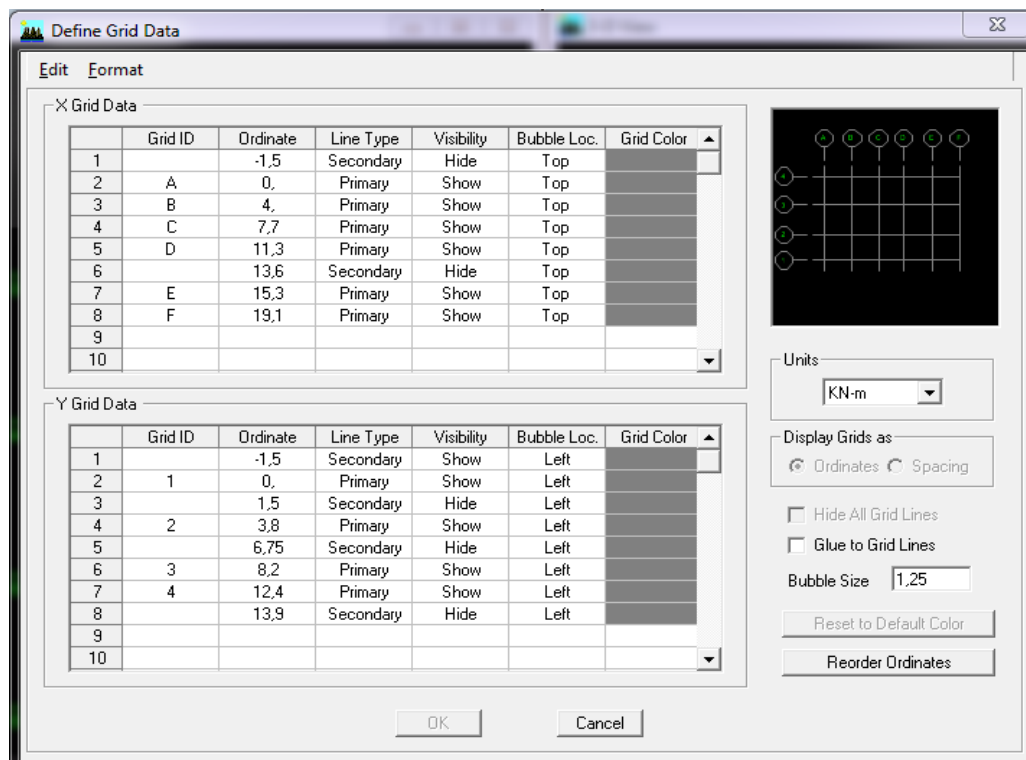 Define Grid Data
Edit Format
X Grid Data
Grid ID Ordinate Line Type Visibility Bubble Loc. Grid Color
1 -1,5 Secondary Hide Top
2 A 0, Primary Show Top
3 B 4, Primary Show Top
4 C 7,7 Primary Show Top
5 D 11,3 Primary Show Top
6 13,6 Secondary Hide Top
7 E 15,3 Primary Show Top
8 F 19,1 Primary Show Top
9
10
Y Grid Data
Grid ID Ordinate Line Type Visibility Bubble Loc. Grid Color
1 -1,5 Secondary Show Left
2 1 0, Primary Show Left
3 1,5 Secondary Hide Left
4 2 3,8 Primary Show Left
5 6,75 Secondary Hide Left
6 3 8,2 Primary Show Left
7 4 12,4 Primary Show Left
8 13,9 Secondary Hide Left
9
10
A B C D E F
4
3
2
1
Units
KN-m
Display Grids as
Ordinates Spacing
Hide All Grid Lines
Glue to Grid Lines
Bubble Size 1,25
Reset to Default Color
Reorder Ordinates
OK Cancel